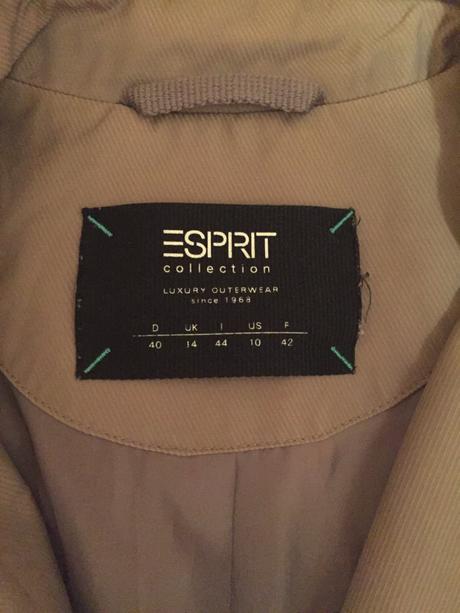 ESPRIT
collection
LUXURY OUTERWEAR
since 1968
D UK I US F
40 14 44 10 42